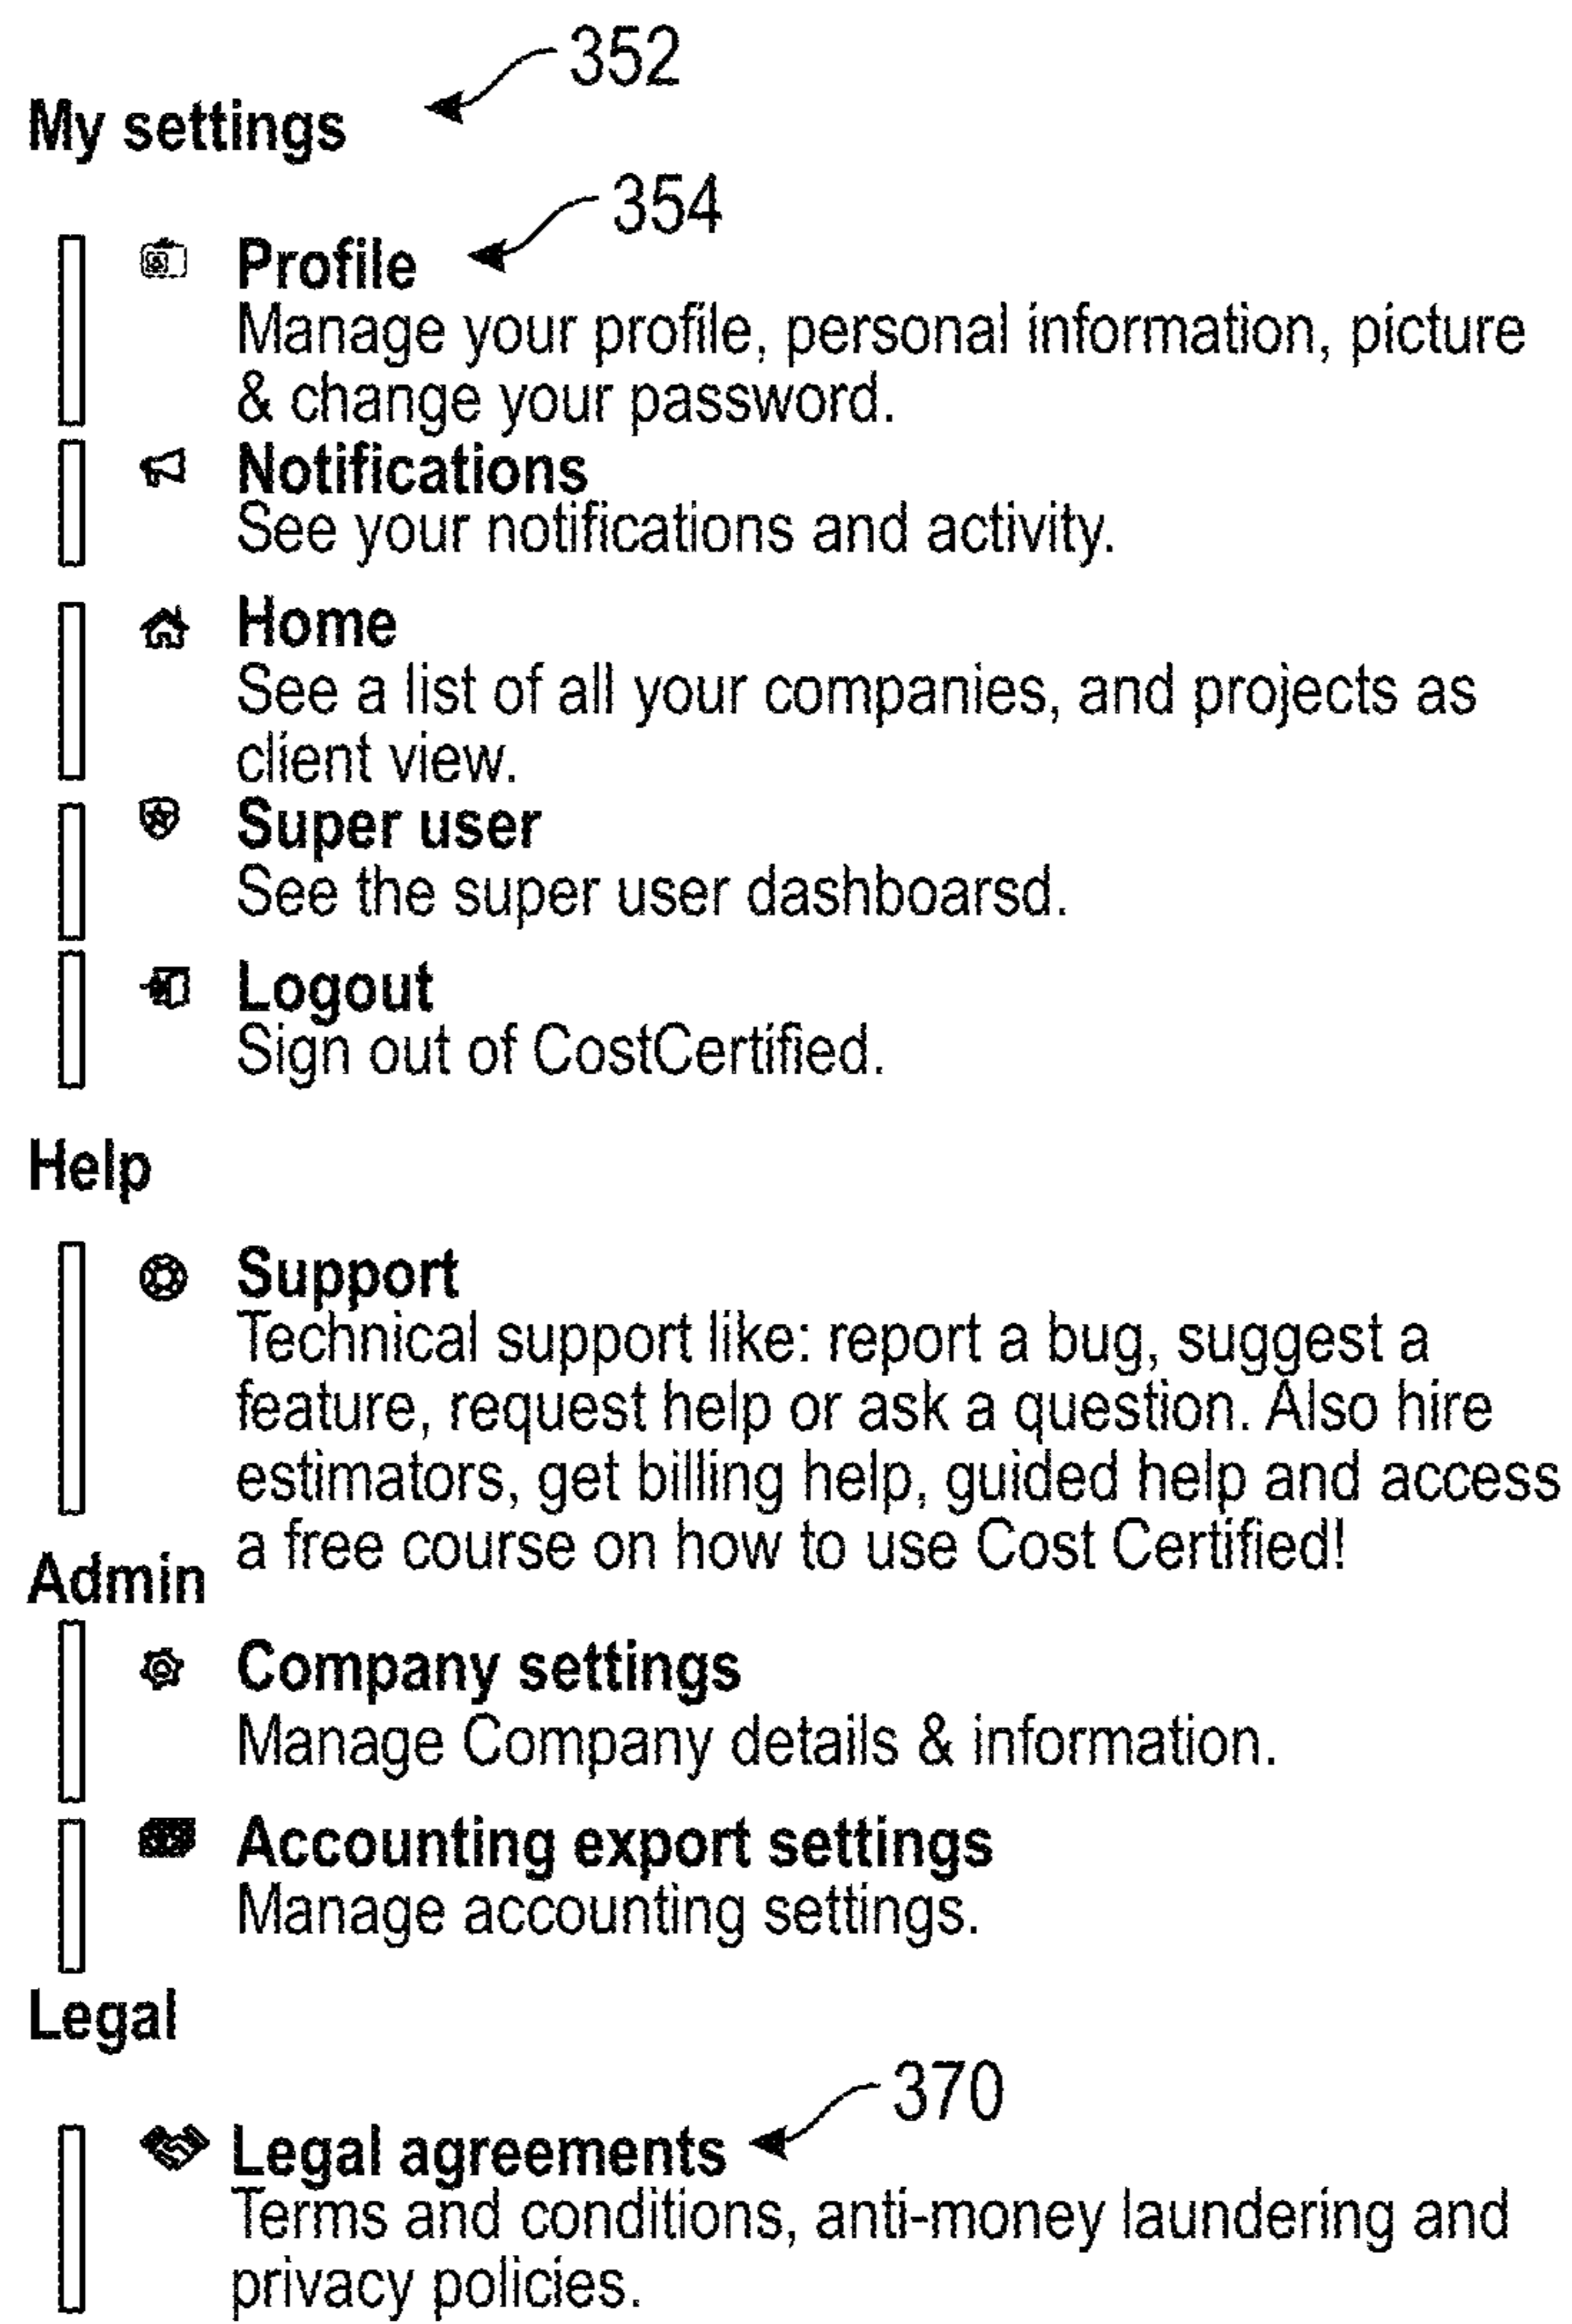 352
My settings
354
Profile
Manage your profile, personal information, picture
& change your password.
Notifications
See your notifications and activity.
Home
See a list of all your companies, and projects as
client view.
Super user
See the super user dashboarsd.
Logout
Sign out of CostCertified.
Help
Support
Technical support like: report a bug, suggest a
feature, request help or ask a question. Also hire
estimators, get billing help, guided help and access
a free course on how to use Cost Certified!
Admin
Company settings
Manage Company details & information.
Accounting export settings
Manage accounting settings.
Legal
370
Legal agreements
Terms and conditions, anti-money laundering and
privacy policies.